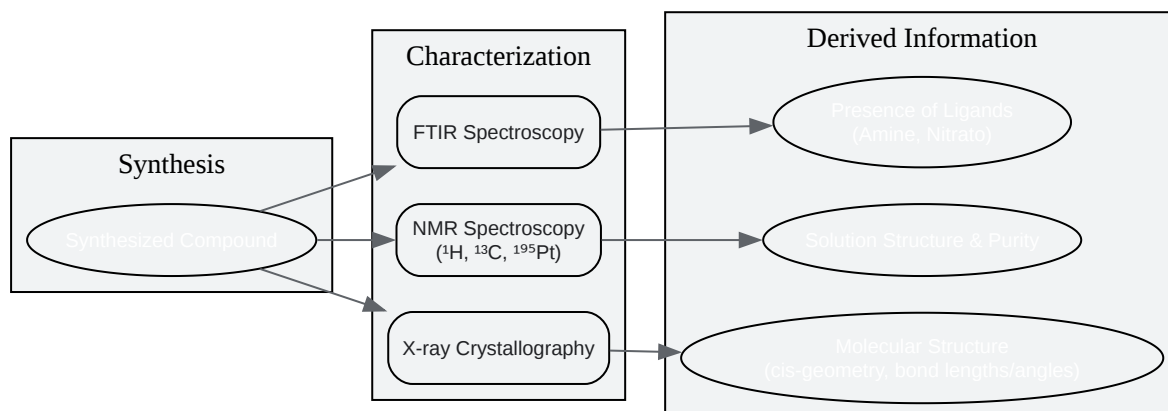 Synthesis
Synthesized Compound
Characterization
FTIR Spectroscopy
NMR Spectroscopy
(¹H, ¹³C, ¹⁹⁵Pt)
X-ray Crystallography
Derived Information
Presence of Ligands
(Amine, Nitrato)
Solution Structure & Purity
Molecular Structure
(cis-geometry, bond lengths/angles)